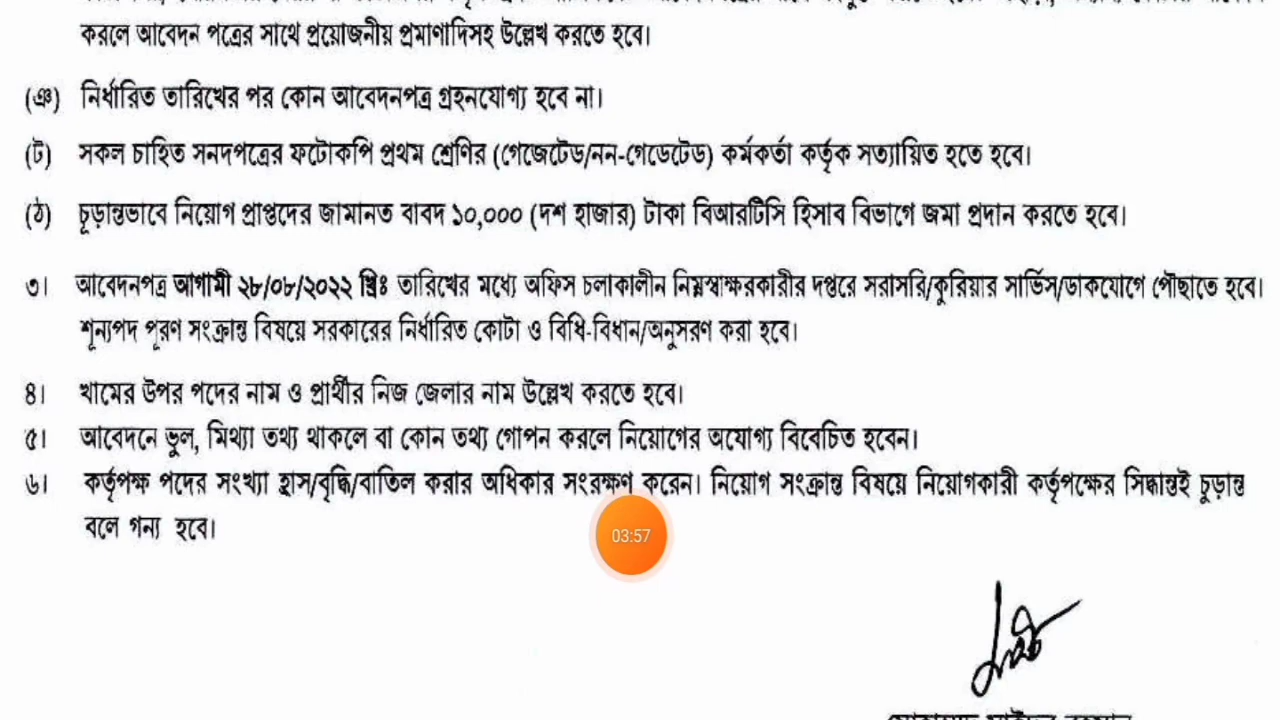 করলে আবেদন পত্রের সাথে প্রয়োজনীয় প্রমাণাদিসহ উল্লেখ করতে হবে।
(ঞ) নির্ধারিত তারিখের পর কোন আবেদনপত্র গ্রহনযোগ্য হবে না।
(ট) সকল চাহিত সনদপত্রের ফটোকপি প্রথম শ্রেণির (গেজেটেড/নন-গেডেটেড) কর্মকর্তা কর্তৃক সত্যায়িত হতে হবে।
(ঠ) চূড়ান্তভাবে নিয়োগ প্রাপ্তদের জামানত বাবদ ১০,০০০ (দশ হাজার) টাকা বিআরটিসি হিসাব বিভাগে জমা প্রদান করতে হবে।
৩। আবেদনপত্র আগামী ২৮/০৮/২০২২ খ্রিঃ তারিখের মধ্যে অফিস চলাকালীন নিম্নস্বাক্ষরকারীর দপ্তরে সরাসরি/কুরিয়ার সার্ভিস/ডাকযোগে পৌছাতে হবে।
শূন্যপদ পূরণ সংক্রান্ত বিষয়ে সরকারের নির্ধারিত কোটা ও বিধি-বিধান/অনুসরণ করা হবে।
৪। খামের উপর পদের নাম ও প্রার্থীর নিজ জেলার নাম উল্লেখ করতে হবে।
৫। আবেদনে ভুল, মিথ্যা তথ্য থাকলে বা কোন তথ্য গোপন করলে নিয়োগের অযোগ্য বিবেচিত হবেন।
৬। কর্তৃপক্ষ পদের সংখ্যা হ্রাস/বৃদ্ধি/বাতিল করার অধিকার সংরক্ষণ করেন। নিয়োগ সংক্রান্ত বিষয়ে নিয়োগকারী কর্তৃপক্ষের সিদ্ধান্তই চুড়ান্ত
বলে গন্য হবে।
03:57